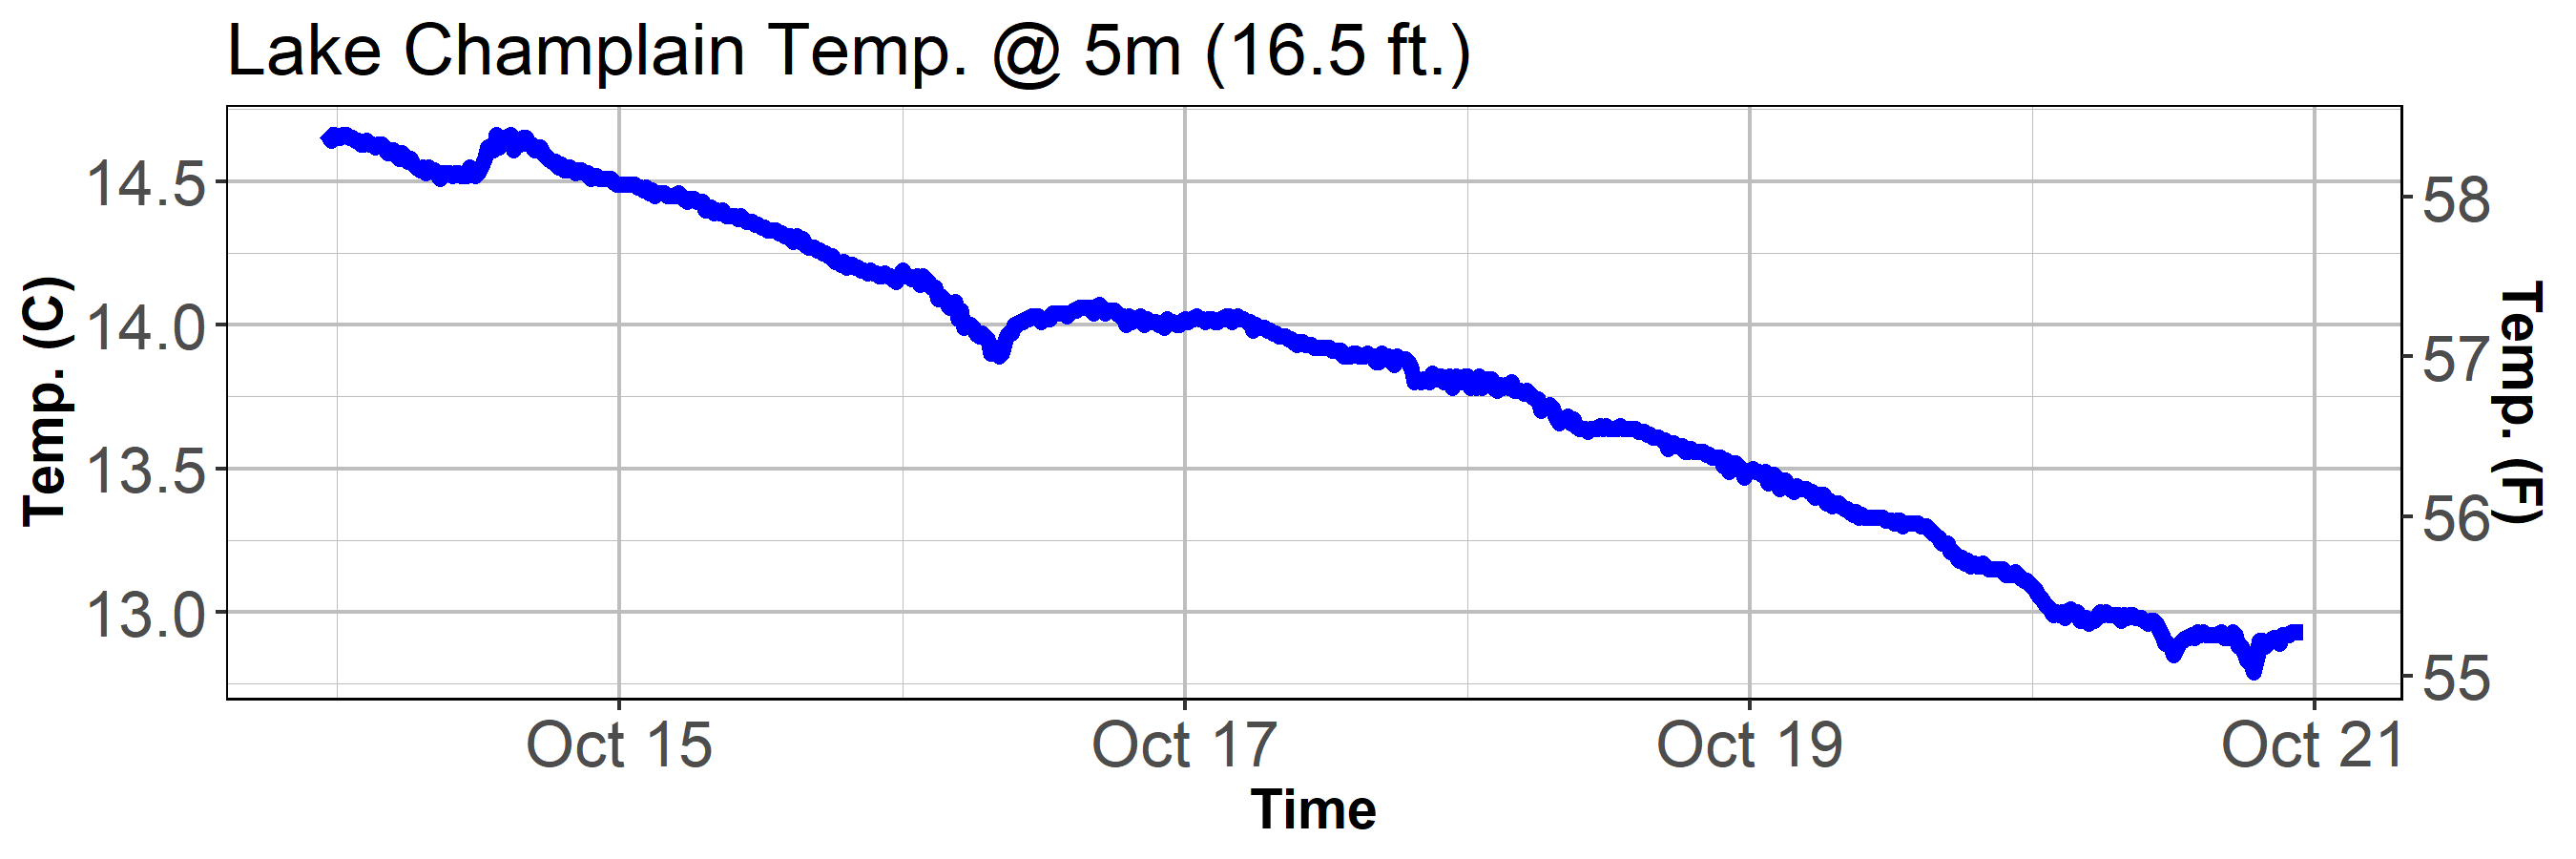 Lake Champlain Temp. @ 5m (16.5 ft.)
Temp. (C)
14.5
14.0
13.5
13.0
58
57
56
55
Temp. (F)
Oct 15 Oct 17 Oct 19 Oct 21
Time